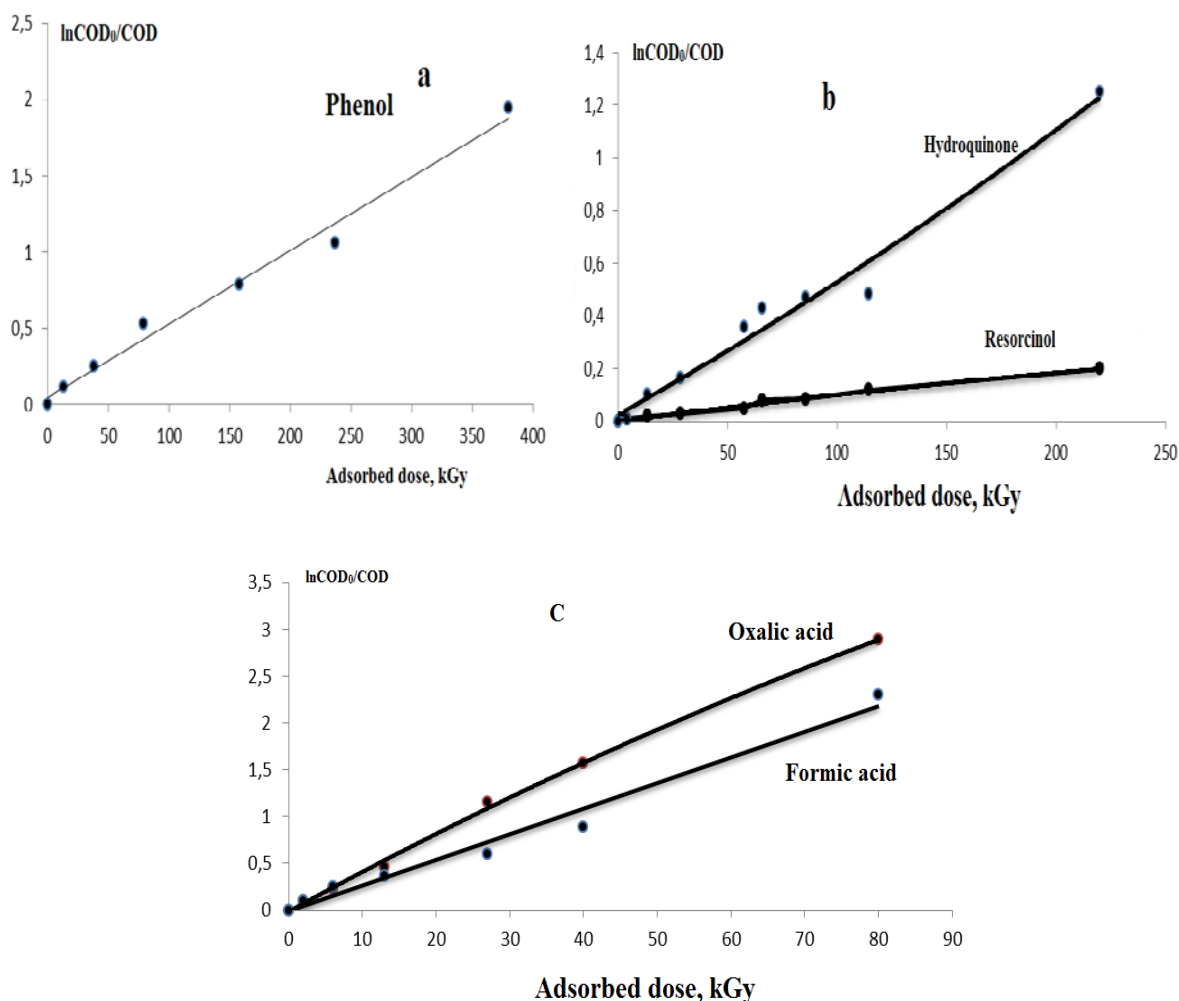 2,5
lnCOD₀/COD
a
Phenol
2
1,5
1
0,5
0
0 50 100 150 200 250 300 350 400
Adsorbed dose, kGy
1,4
lnCOD₀/COD
b
1,2
Hydroquinone
1
0,8
0,6
0,4
Resorcinol
0,2
0
0 50 100 150 200 250
Adsorbed dose, kGy
3,5
lnCOD₀/COD
C
3
Oxalic acid
2,5
2
Formic acid
1,5
1
0,5
0
0 10 20 30 40 50 60 70 80 90
Adsorbed dose, kGy